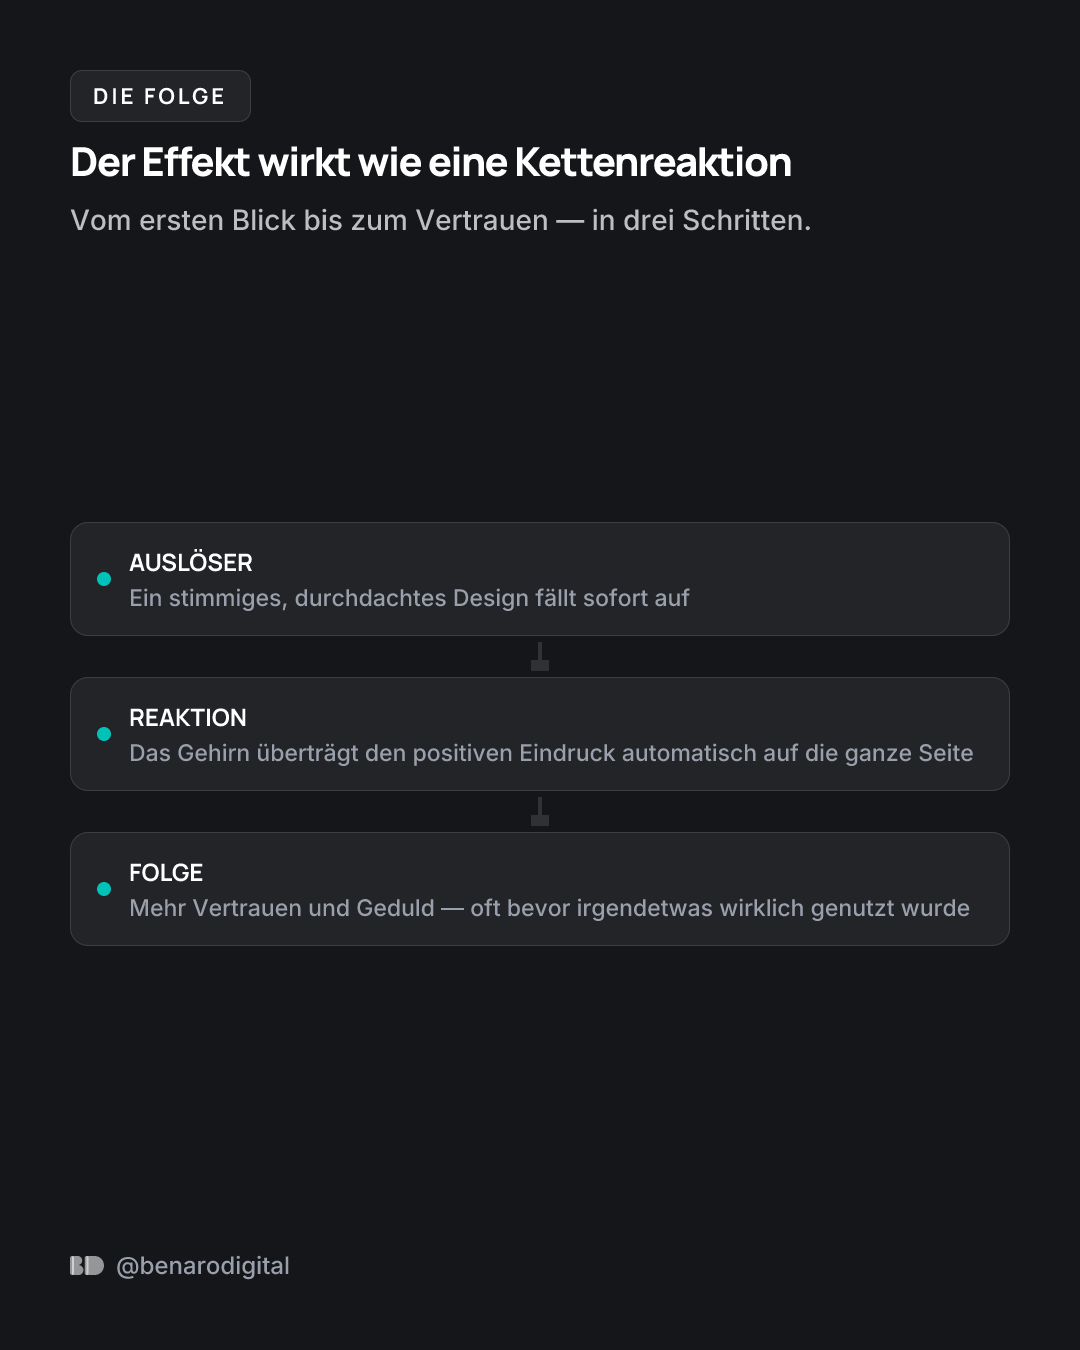 DIE FOLGE
Der Effekt wirkt wie eine Kettenreaktion
Vom ersten Blick bis zum Vertrauen — in drei Schritten.
AUSLÖSER
Ein stimmiges, durchdachtes Design fällt sofort auf
REAKTION
Das Gehirn überträgt den positiven Eindruck automatisch auf die ganze Seite
FOLGE
Mehr Vertrauen und Geduld — oft bevor irgendetwas wirklich genutzt wurde
BD @benarodigital